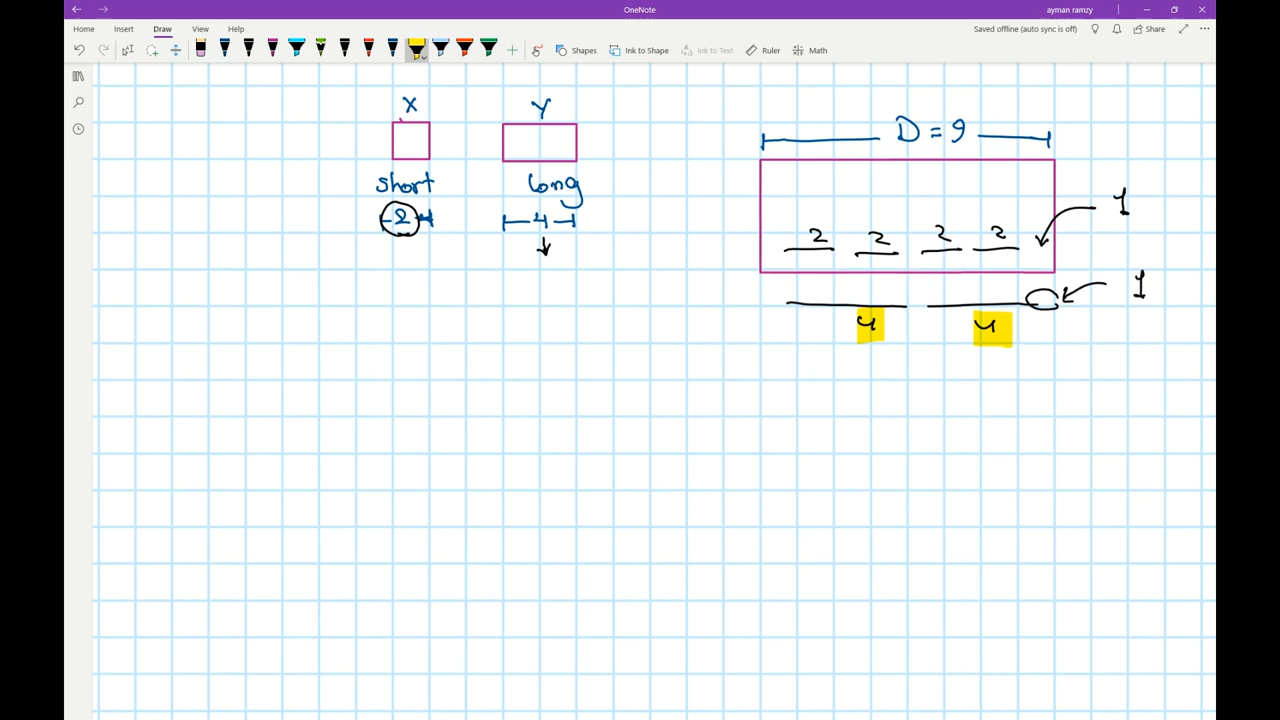 OneNote
ayman ramzy
Home Insert Draw View Help
Saved offline (auto sync is off)
Share
Shapes
Ink to Shape
Ink to Text
Ruler
Math
X Y
short long
2 4
D = 9
2 2 2 2
1
1
4 4